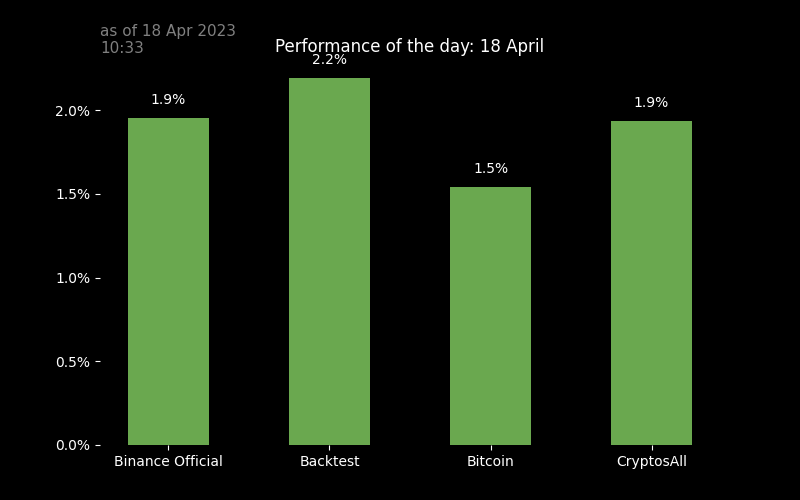 as of 18 Apr 2023
10:33
Performance of the day: 18 April
2.2%
1.9%
1.9%
2.0%
1.5%
1.5%
1.0%
0.5%
0.0%
Binance Official
Backtest
Bitcoin
CryptosAll